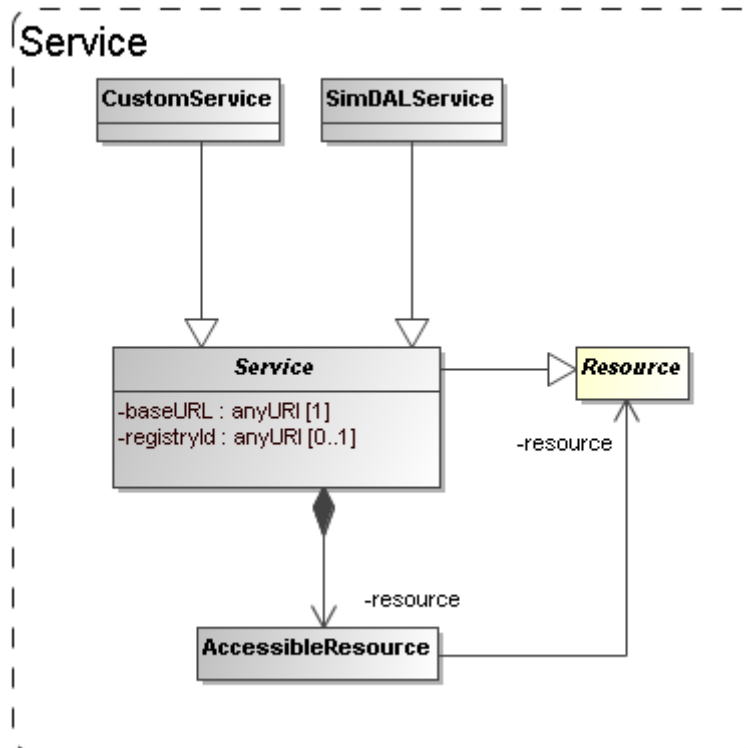 Service
CustomService
SimDALService
Service
Resource
-baseURL : anyURI [1]
-registryId : anyURI [0..1]
-resource
-resource
AccessibleResource